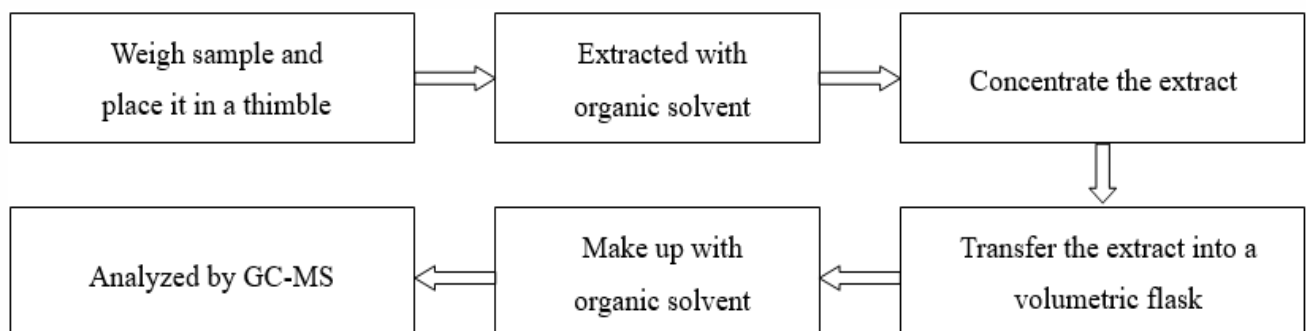 Weigh sample and
place it in a thimble
Extracted with
organic solvent
Concentrate the extract
Transfer the extract into a
volumetric flask
Make up with
organic solvent
Analyzed by GC-MS